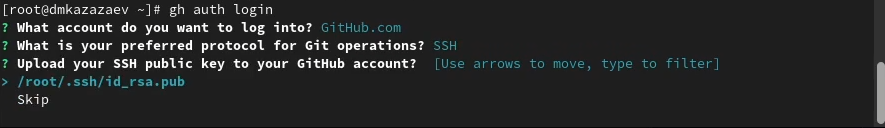 [root@dmkazazaev ~]# gh auth login
? What account do you want to log into? GitHub.com
? What is your preferred protocol for Git operations? SSH
? Upload your SSH public key to your GitHub account?  [Use arrows to move, type to filter]
> /root/.ssh/id_rsa.pub
  Skip